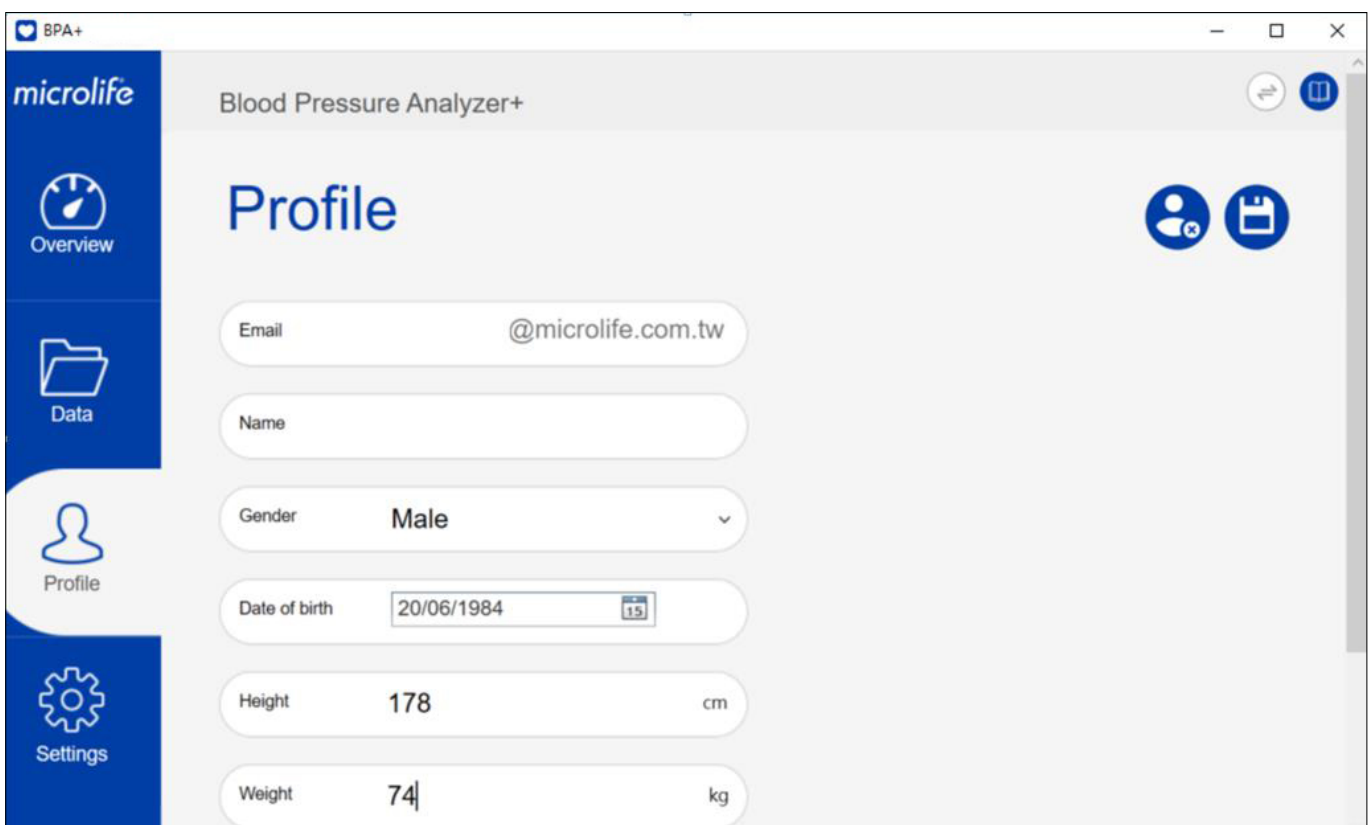 BPA+
microlife
Blood Pressure Analyzer+
Overview
Data
Profile
Settings
Profile
Email @microlife.com.tw
Name
Gender Male
Date of birth 20/06/1984 15
Height 178 cm
Weight 74 kg